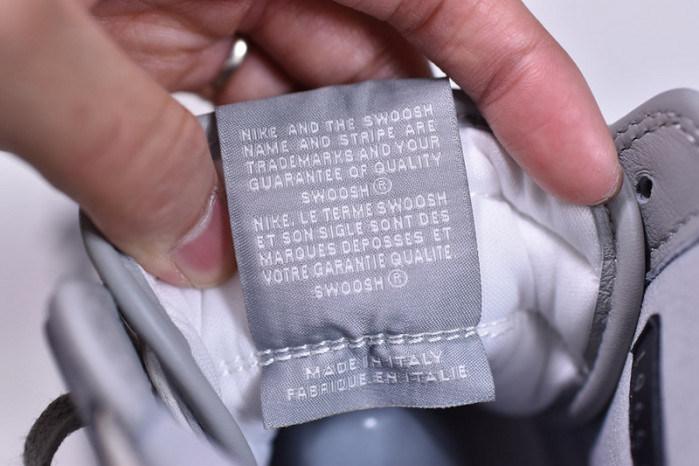 NIKE AND THE SWOOSH
NAME AND STRIPE ARE
TRADEMARKS AND YOUR
GUARANTEE OF QUALITY
SWOOSH®
NIKE, LE TERME SWOOSH
ET SON SIGLE SONT DES
MARQUES DEPOSSES ET
VOTRE GARANTIE QUALITE
SWOOSH®
MADE IN ITALY
FABRIQUE EN ITALIE